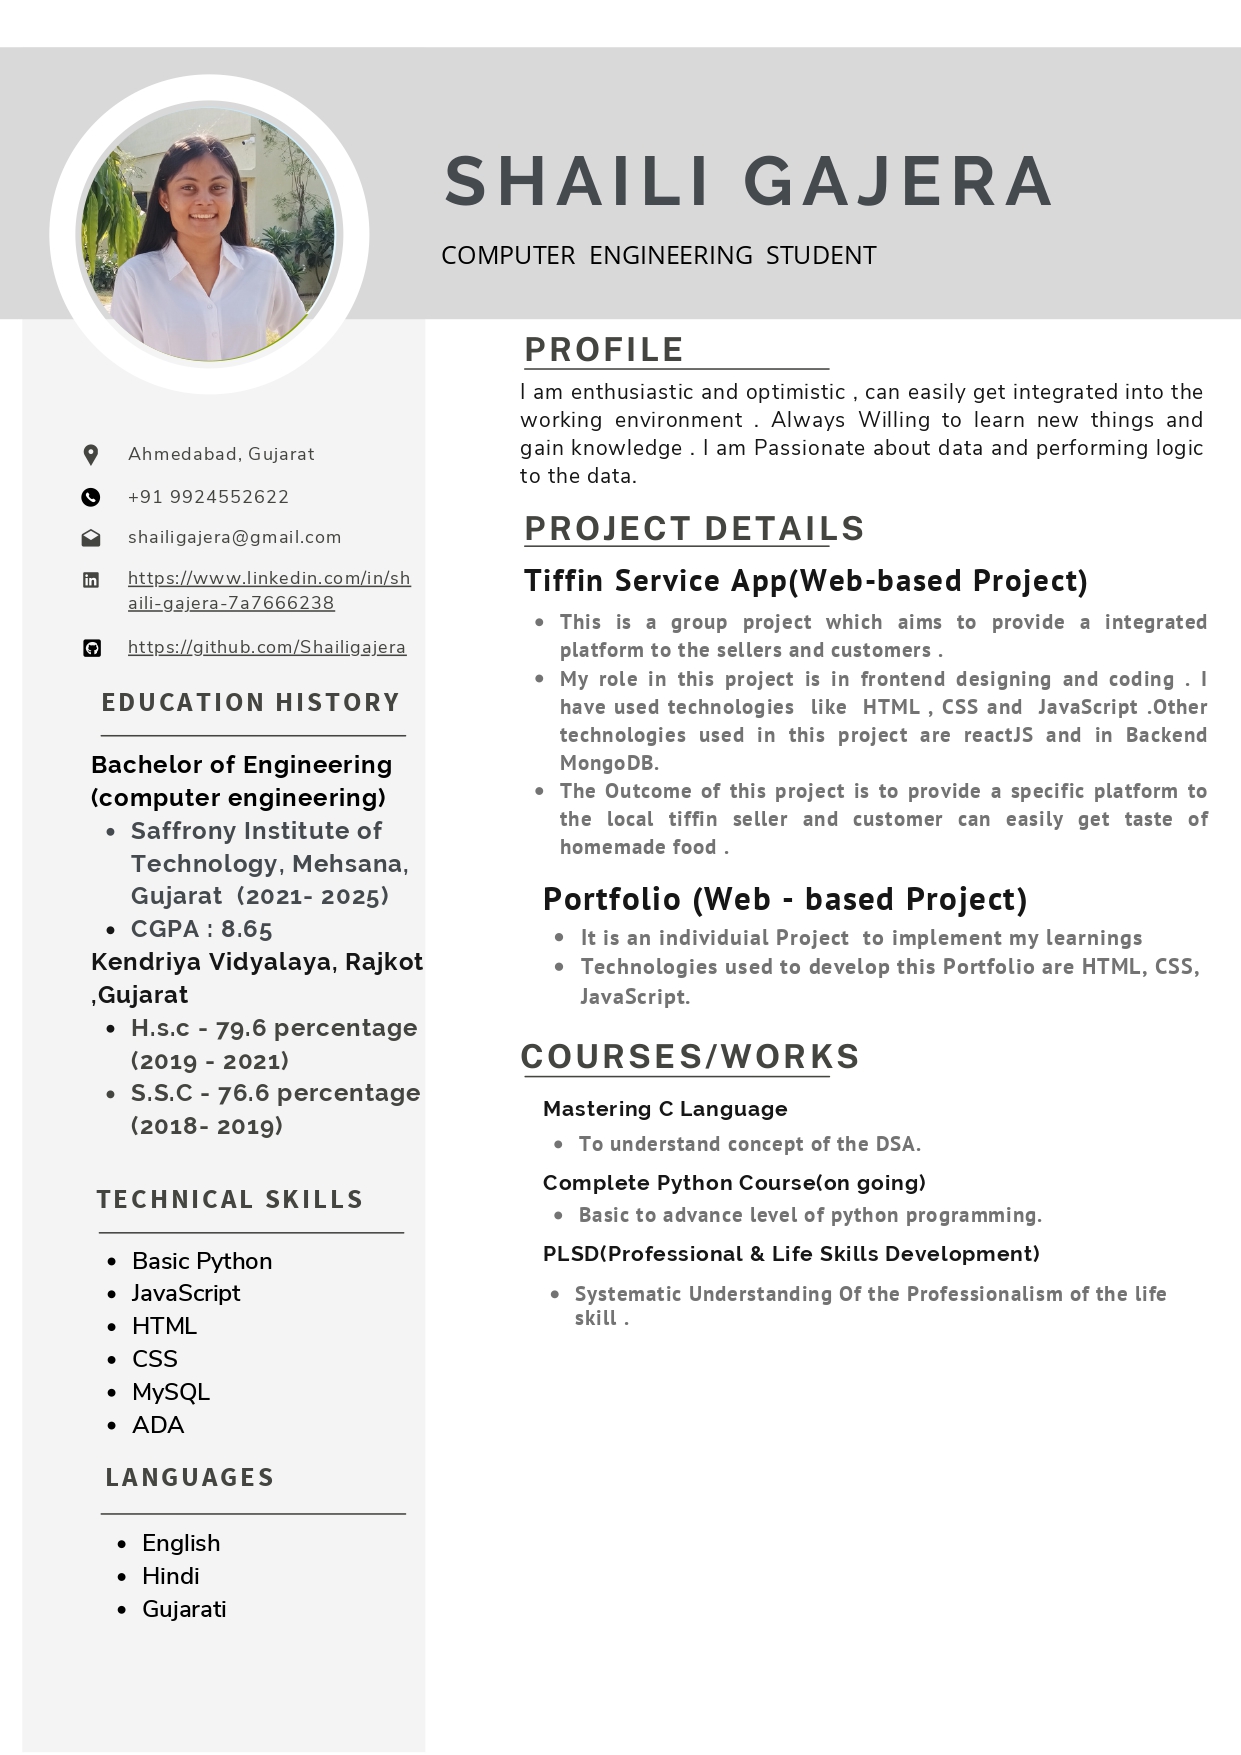 SHAILI GAJERA
COMPUTER ENGINEERING STUDENT
Ahmedabad, Gujarat
+91 9924552622
shailigajera@gmail.com
https://www.linkedin.com/in/sh
aili-gajera-7a7666238
https://github.com/Shailigajera
EDUCATION HISTORY
Bachelor of Engineering
(computer engineering)
• Saffrony Institute of
Technology, Mehsana,
Gujarat (2021- 2025)
• CGPA : 8.65
Kendriya Vidyalaya, Rajkot
,Gujarat
• H.s.c - 79.6 percentage
(2019 - 2021)
• S.S.C - 76.6 percentage
(2018- 2019)
TECHNICAL SKILLS
• Basic Python
• JavaScript
• HTML
• CSS
• MySQL
• ADA
LANGUAGES
• English
• Hindi
• Gujarati
PROFILE
I am enthusiastic and optimistic , can easily get integrated into the
working environment . Always Willing to learn new things and
gain knowledge . I am Passionate about data and performing logic
to the data.
PROJECT DETAILS
Tiffin Service App(Web-based Project)
• This is a group project which aims to provide a integrated
platform to the sellers and customers .
• My role in this project is in frontend designing and coding . I
have used technologies like HTML , CSS and JavaScript .Other
technologies used in this project are reactJS and in Backend
MongoDB.
• The Outcome of this project is to provide a specific platform to
the local tiffin seller and customer can easily get taste of
homemade food .
Portfolio (Web - based Project)
• It is an individuial Project to implement my learnings
• Technologies used to develop this Portfolio are HTML, CSS,
JavaScript.
COURSES/WORKS
Mastering C Language
• To understand concept of the DSA.
Complete Python Course(on going)
• Basic to advance level of python programming.
PLSD(Professional & Life Skills Development)
• Systematic Understanding Of the Professionalism of the life
skill .